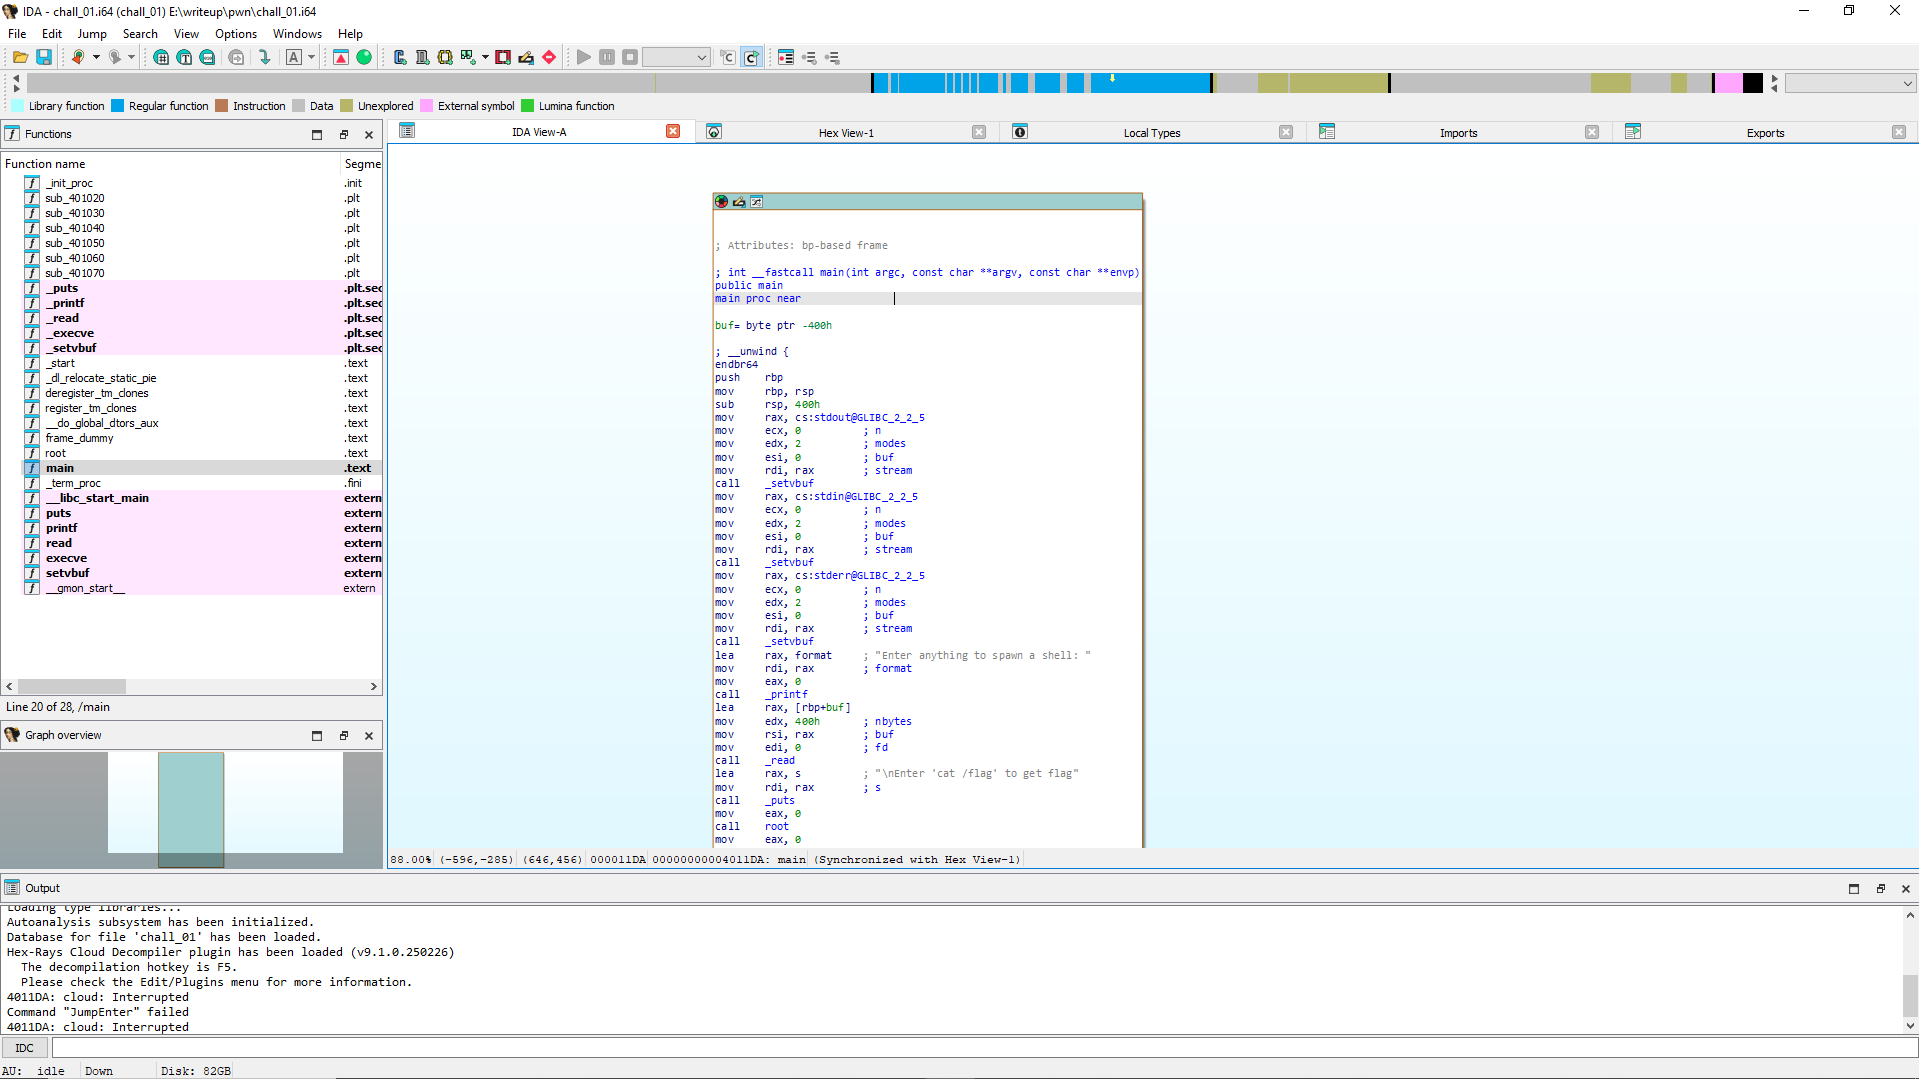 IDA - chall_01.i64 (chall_01) E:\writeup\pwn\chall_01.i64
File Edit Jump Search View Options Windows Help
Library function Regular function Instruction Data Unexplored External symbol Lumina function
Functions
Function name Segme
_init_proc .init
sub_401020 .plt
sub_401030 .plt
sub_401040 .plt
sub_401050 .plt
sub_401060 .plt
sub_401070 .plt
_puts .plt.sec
_printf .plt.sec
_read .plt.sec
_execve .plt.sec
_setvbuf .plt.sec
_start .text
_dl_relocate_static_pie .text
deregister_tm_clones .text
register_tm_clones .text
__do_global_dtors_aux .text
frame_dummy .text
root .text
main .text
_term_proc .fini
__libc_start_main extern
puts extern
printf extern
read extern
execve extern
setvbuf extern
__gmon_start__ extern
Line 20 of 28, /main
Graph overview
IDA View-A Hex View-1 Local Types Imports Exports
; Attributes: bp-based frame
; int __fastcall main(int argc, const char **argv, const char **envp)
public main
main proc near
buf= byte ptr -400h
; __unwind {
endbr64
push rbp
mov rbp, rsp
sub rsp, 400h
mov rax, cs:stdout@GLIBC_2_2_5
mov ecx, 0 ; n
mov edx, 2 ; modes
mov esi, 0 ; buf
mov rdi, rax ; stream
call _setvbuf
mov rax, cs:stdin@GLIBC_2_2_5
mov ecx, 0 ; n
mov edx, 2 ; modes
mov esi, 0 ; buf
mov rdi, rax ; stream
call _setvbuf
mov rax, cs:stderr@GLIBC_2_2_5
mov ecx, 0 ; n
mov edx, 2 ; modes
mov esi, 0 ; buf
mov rdi, rax ; stream
call _setvbuf
lea rax, format ; "Enter anything to spawn a shell: "
mov rdi, rax ; format
mov eax, 0
call _printf
lea rax, [rbp+buf]
mov edx, 400h ; nbytes
mov rsi, rax ; buf
mov edi, 0 ; fd
call _read
lea rax, s ; "\nEnter 'cat /flag' to get flag"
mov rdi, rax ; s
call _puts
mov eax, 0
call root
mov eax, 0
88.00% (-596,-285) (646,456) 000011DA 00000000004011DA: main (Synchronized with Hex View-1)
Output
Loading type libraries...
Autoanalysis subsystem has been initialized.
Database for file 'chall_01' has been loaded.
Hex-Rays Cloud Decompiler plugin has been loaded (v9.1.0.250226)
The decompilation hotkey is F5.
Please check the Edit/Plugins menu for more information.
4011DA: cloud: Interrupted
Command "JumpEnter" failed
4011DA: cloud: Interrupted
IDC
AU: idle Down Disk: 82GB